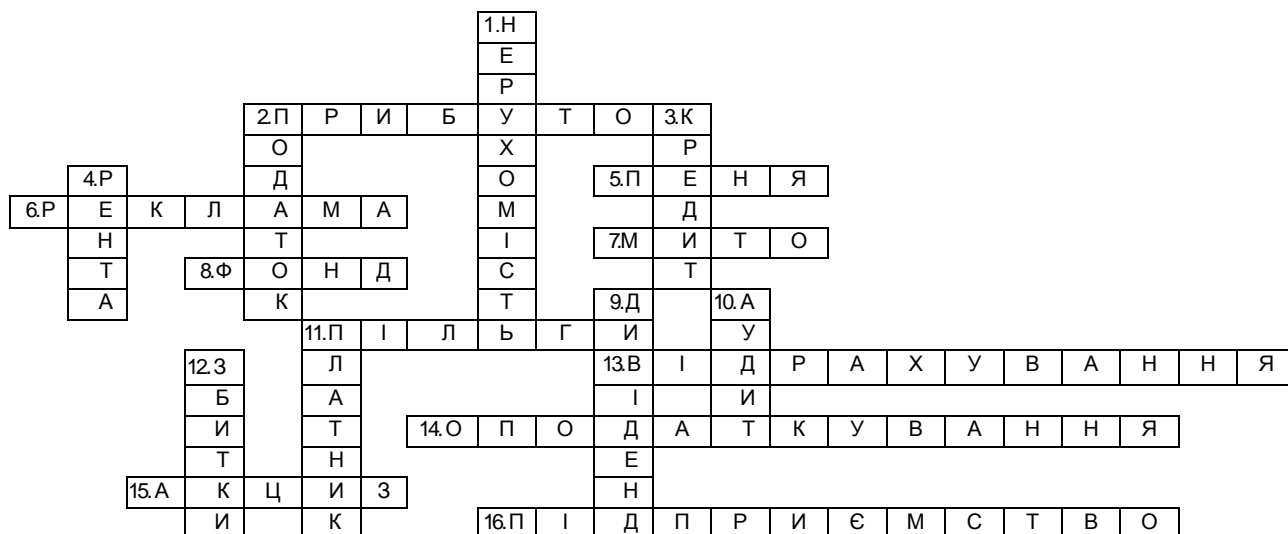 1.Н
Е
Р
2.П Р И Б У Т О 3.К
О Х Р
4.Р Д О 5.П Е Н Я
6.Р Е К Л А М А М Д
Н Т І 7.М И Т О
Т 8.Ф О Н Д С Т
А К Т 9.Д 10.А
11.П І Л Ь Г И У
12.З Л 13.В І Д Р А Х У В А Н Н Я
Б А І И
И Т 14.О П О Д А Т К У В А Н Н Я
Т Н Е
15.А К Ц И З Н
И К 16.П І Д П Р И Є М С Т В О